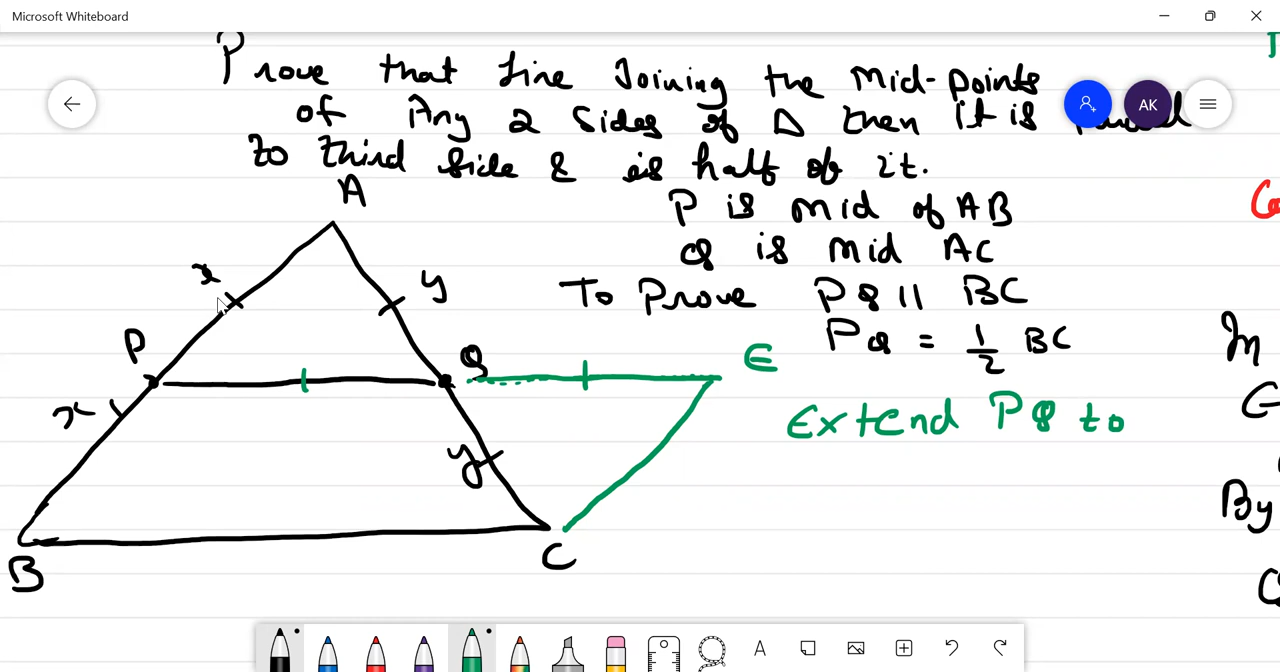 Microsoft Whiteboard
Prove that Line Joining the Mid-points
AK
of Any 2 Sides of Δ then it is
to third Side & is half of it.
A
P is Mid of AB
Q is Mid AC
x
y
To Prove PQ || BC
PQ = 1/2 BC
In
P
Q
E
x
Extend PQ to
y
By
B
C
A